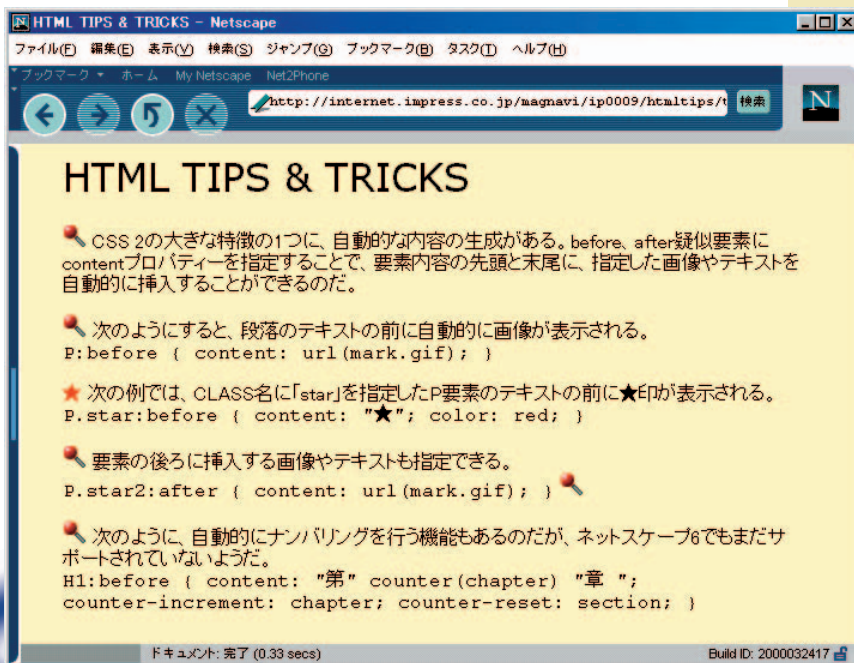 HTML TIPS & TRICKS - Netscape
ファイル(F) 編集(E) 表示(V) 検索(S) ジャンプ(G) ブックマーク(B) タスク(T) ヘルプ(H)
ブックマーク ホーム My Netscape Net2Phone
http://internet.impress.co.jp/magnavi/ip0009/htmltips/t 検索
N
HTML TIPS & TRICKS
CSS 2の大きな特徴の1つに、自動的な内容の生成がある。before、after疑似要素に
contentプロパティーを指定することで、要素内容の先頭と末尾に、指定した画像やテキストを
自動的に挿入することができるのだ。
次のようにすると、段落のテキストの前に自動的に画像が表示される。
P:before { content: url(mark.gif); }
★ 次の例では、CLASS名に「star」を指定したP要素のテキストの前に★印が表示される。
P.star:before { content: "★"; color: red; }
要素の後ろに挿入する画像やテキストも指定できる。
P.star2:after { content: url(mark.gif); }
次のように、自動的にナンバリングを行う機能もあるのだが、ネットスケープ6でもまだサ
ポートされていないようだ。
H1:before { content: "第" counter(chapter) "章 ";
counter-increment: chapter; counter-reset: section; }
ドキュメント: 完了 (0.33 secs) Build ID: 2000032417